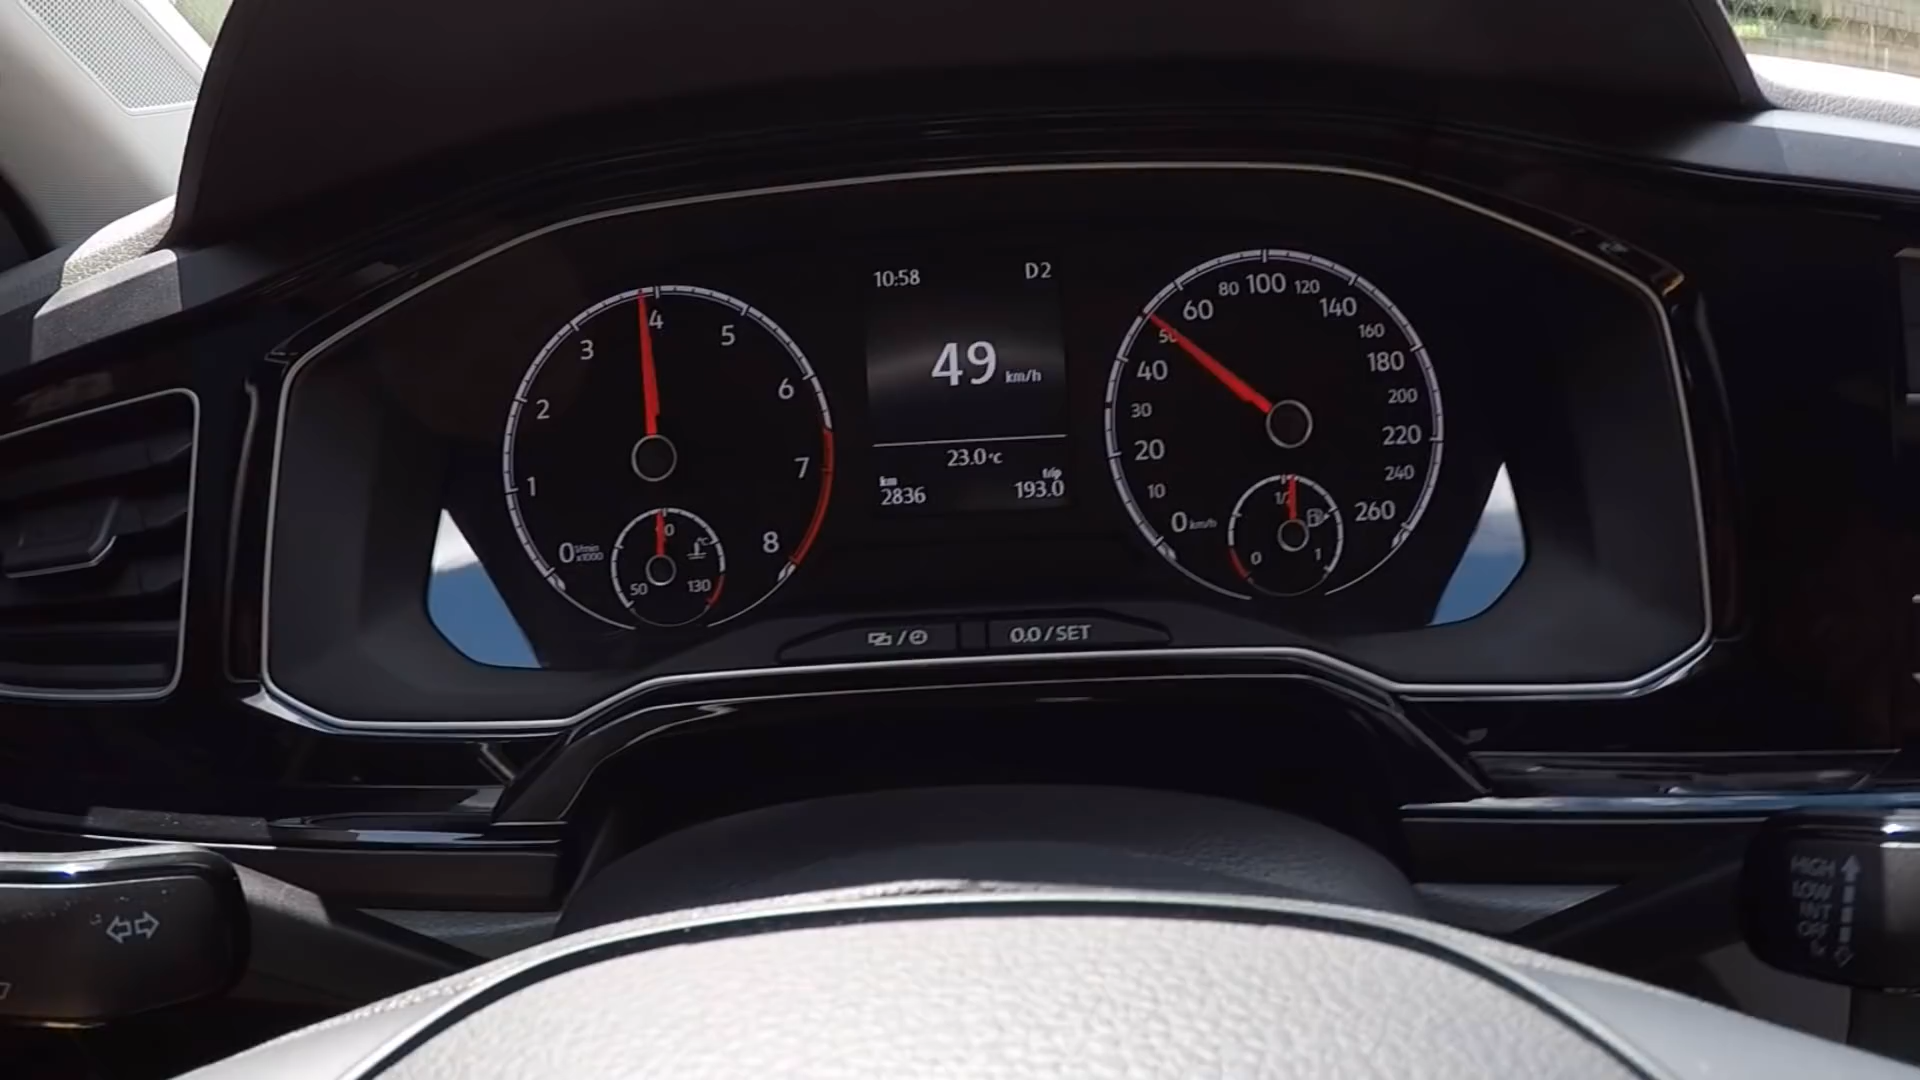 10:58 D2
49 km/h
23.0°C
km trip
2836 193.0
0 1 2 3 4 5 6 7 8
1/min
x1000
50 130
°C
0 km/h 10 20 30 40 50 60 80 100 120 140 160 180 200 220 240 260
0 1/2 1
/
0.0/SET
HIGH
LOW
INT
OFF
1x